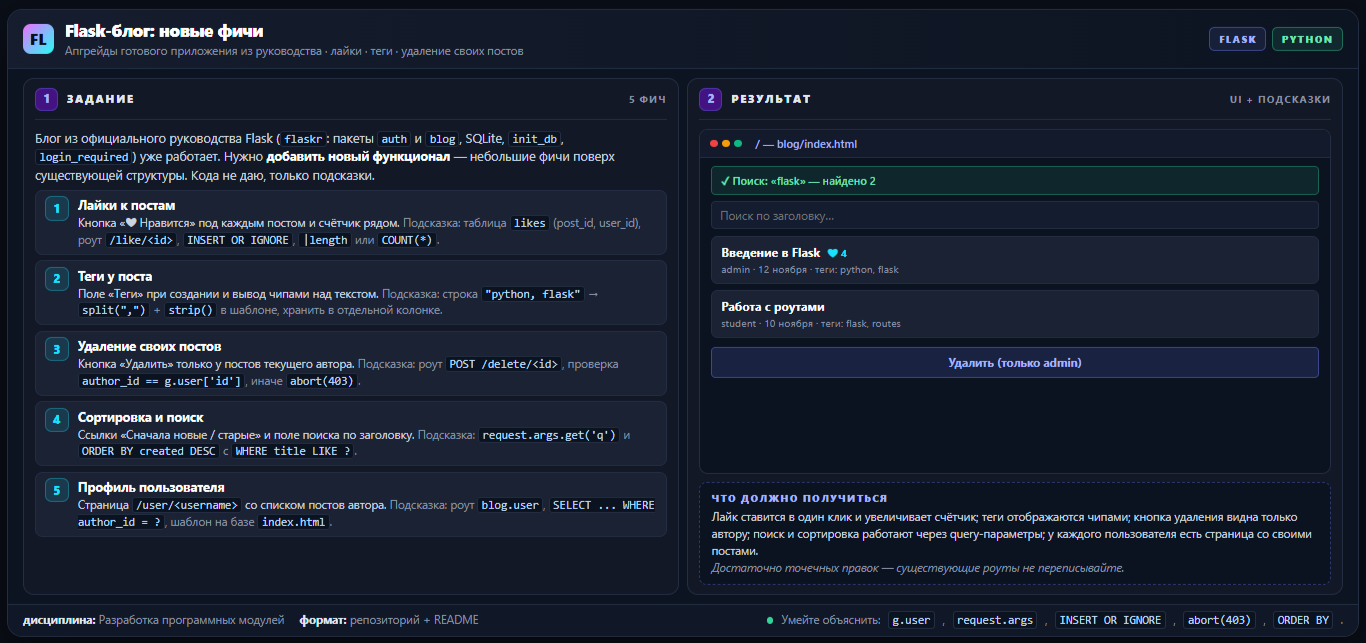 FL
Flask-блог: новые фичи
Апгрейды готового приложения из руководства · лайки · теги · удаление своих постов
FLASK
PYTHON
1 ЗАДАНИЕ
5 ФИЧ
Блог из официального руководства Flask ( flaskr : пакеты auth и blog , SQLite, init_db ,
login_required ) уже работает. Нужно добавить новый функционал — небольшие фичи поверх
существующей структуры. Кода не даю, только подсказки.
1 Лайки к постам
Кнопка «🖤 Нравится» под каждым постом и счётчик рядом. Подсказка: таблица likes (post_id, user_id),
роут /like/<id> , INSERT OR IGNORE , |length или COUNT(*) .
2 Теги у поста
Поле «Теги» при создании и вывод чипами над текстом. Подсказка: строка "python, flask" →
split(",") + strip() в шаблоне, хранить в отдельной колонке.
3 Удаление своих постов
Кнопка «Удалить» только у постов текущего автора. Подсказка: роут POST /delete/<id> , проверка
author_id == g.user['id'] , иначе abort(403) .
4 Сортировка и поиск
Ссылки «Сначала новые / старые» и поле поиска по заголовку. Подсказка: request.args.get('q') и
ORDER BY created DESC с WHERE title LIKE ? .
5 Профиль пользователя
Страница /user/<username> со списком постов автора. Подсказка: роут blog.user , SELECT ... WHERE
author_id = ? , шаблон на базе index.html .
2 РЕЗУЛЬТАТ
UI + ПОДСКАЗКИ
/ — blog/index.html
✓ Поиск: «flask» — найдено 2
Поиск по заголовку...
Введение в Flask 🖤 4
admin · 12 ноября · теги: python, flask
Работа с роутами
student · 10 ноября · теги: flask, routes
Удалить (только admin)
ЧТО ДОЛЖНО ПОЛУЧИТЬСЯ
Лайк ставится в один клик и увеличивает счётчик; теги отображаются чипами; кнопка удаления видна только
автору; поиск и сортировка работают через query-параметры; у каждого пользователя есть страница со своими
постами.
Достаточно точечных правок — существующие роуты не переписывайте.
дисциплина: Разработка программных модулей формат: репозиторий + README
Умейте объяснить: g.user , request.args , INSERT OR IGNORE , abort(403) , ORDER BY .